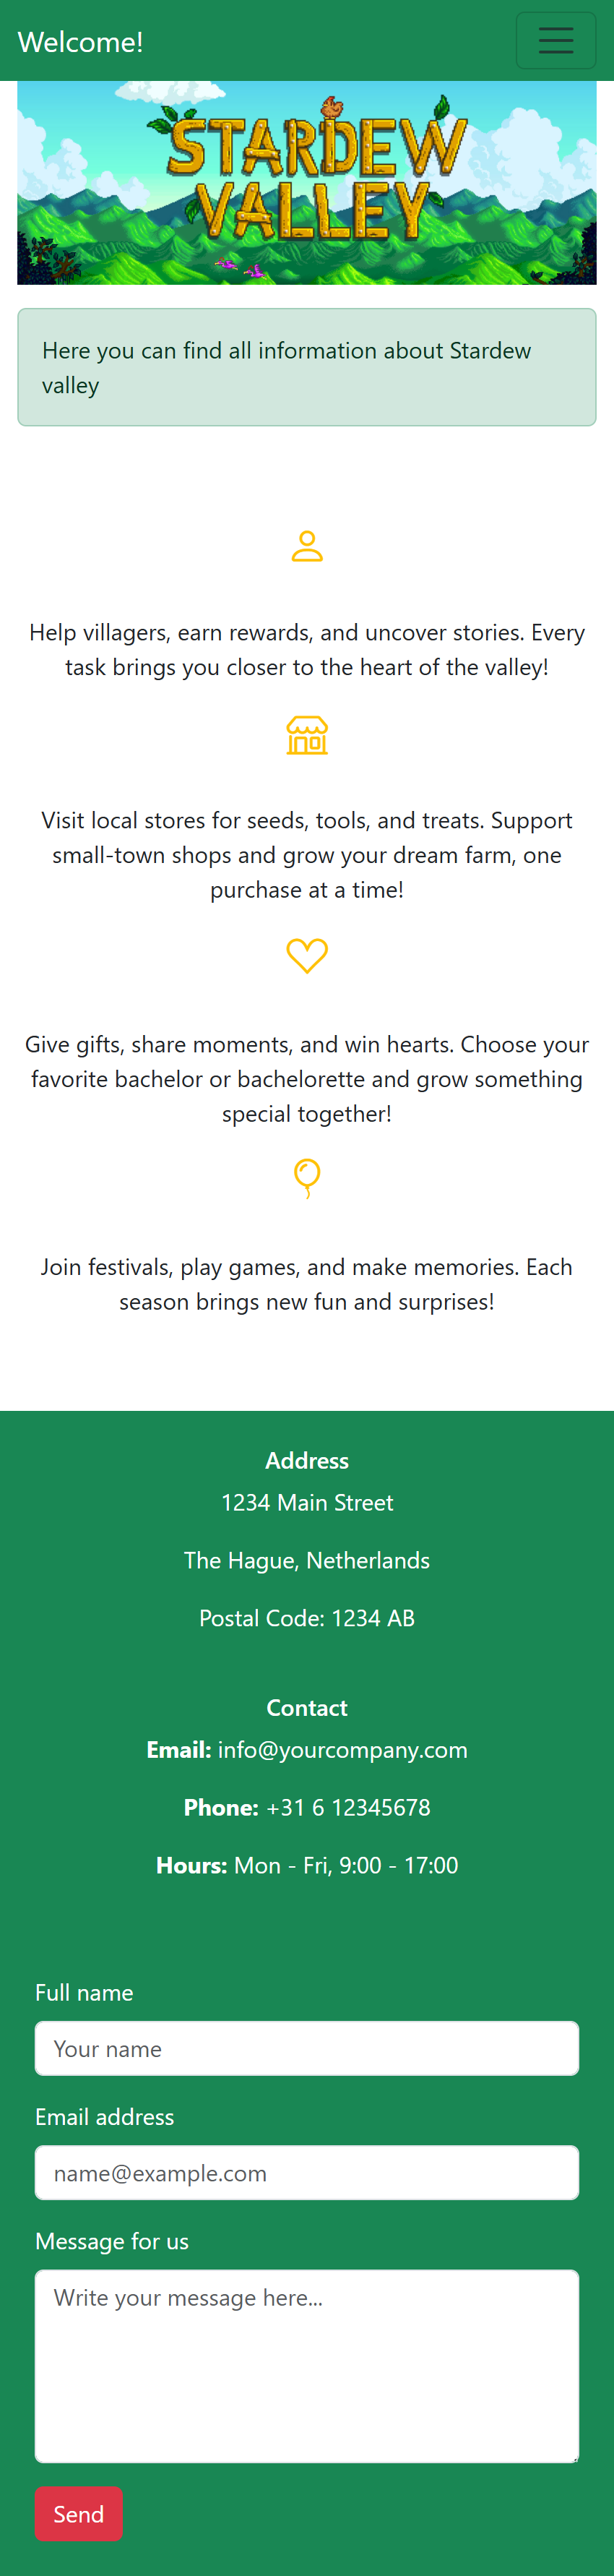 Welcome!
STARDEW
VALLEY
Here you can find all information about Stardew
valley
Help villagers, earn rewards, and uncover stories. Every
task brings you closer to the heart of the valley!
Visit local stores for seeds, tools, and treats. Support
small-town shops and grow your dream farm, one
purchase at a time!
Give gifts, share moments, and win hearts. Choose your
favorite bachelor or bachelorette and grow something
special together!
Join festivals, play games, and make memories. Each
season brings new fun and surprises!
Address
1234 Main Street
The Hague, Netherlands
Postal Code: 1234 AB
Contact
Email: info@yourcompany.com
Phone: +31 6 12345678
Hours: Mon - Fri, 9:00 - 17:00
Full name
Your name
Email address
name@example.com
Message for us
Write your message here...
Send